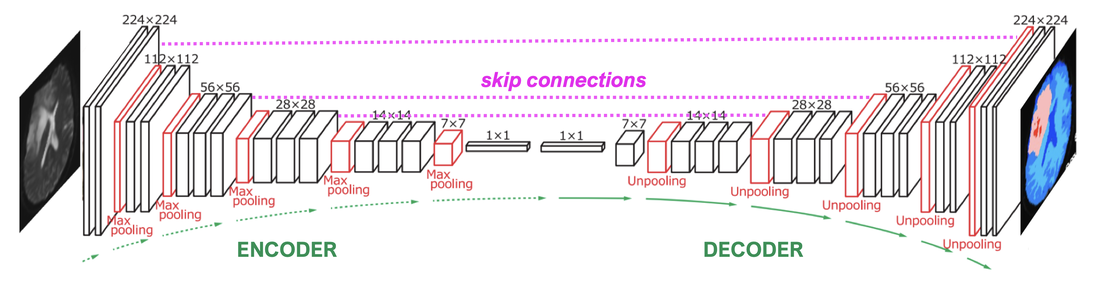 224×224
112×112
56×56
28×28
14×14
7×7
1×1
1×1
7×7
14×14
28×28
56×56
112×112
224×224
skip connections
Max
pooling
Max
pooling
Max
pooling
Max
pooling
Max
pooling
Unpooling
Unpooling
Unpooling
Unpooling
Unpooling
ENCODER
DECODER